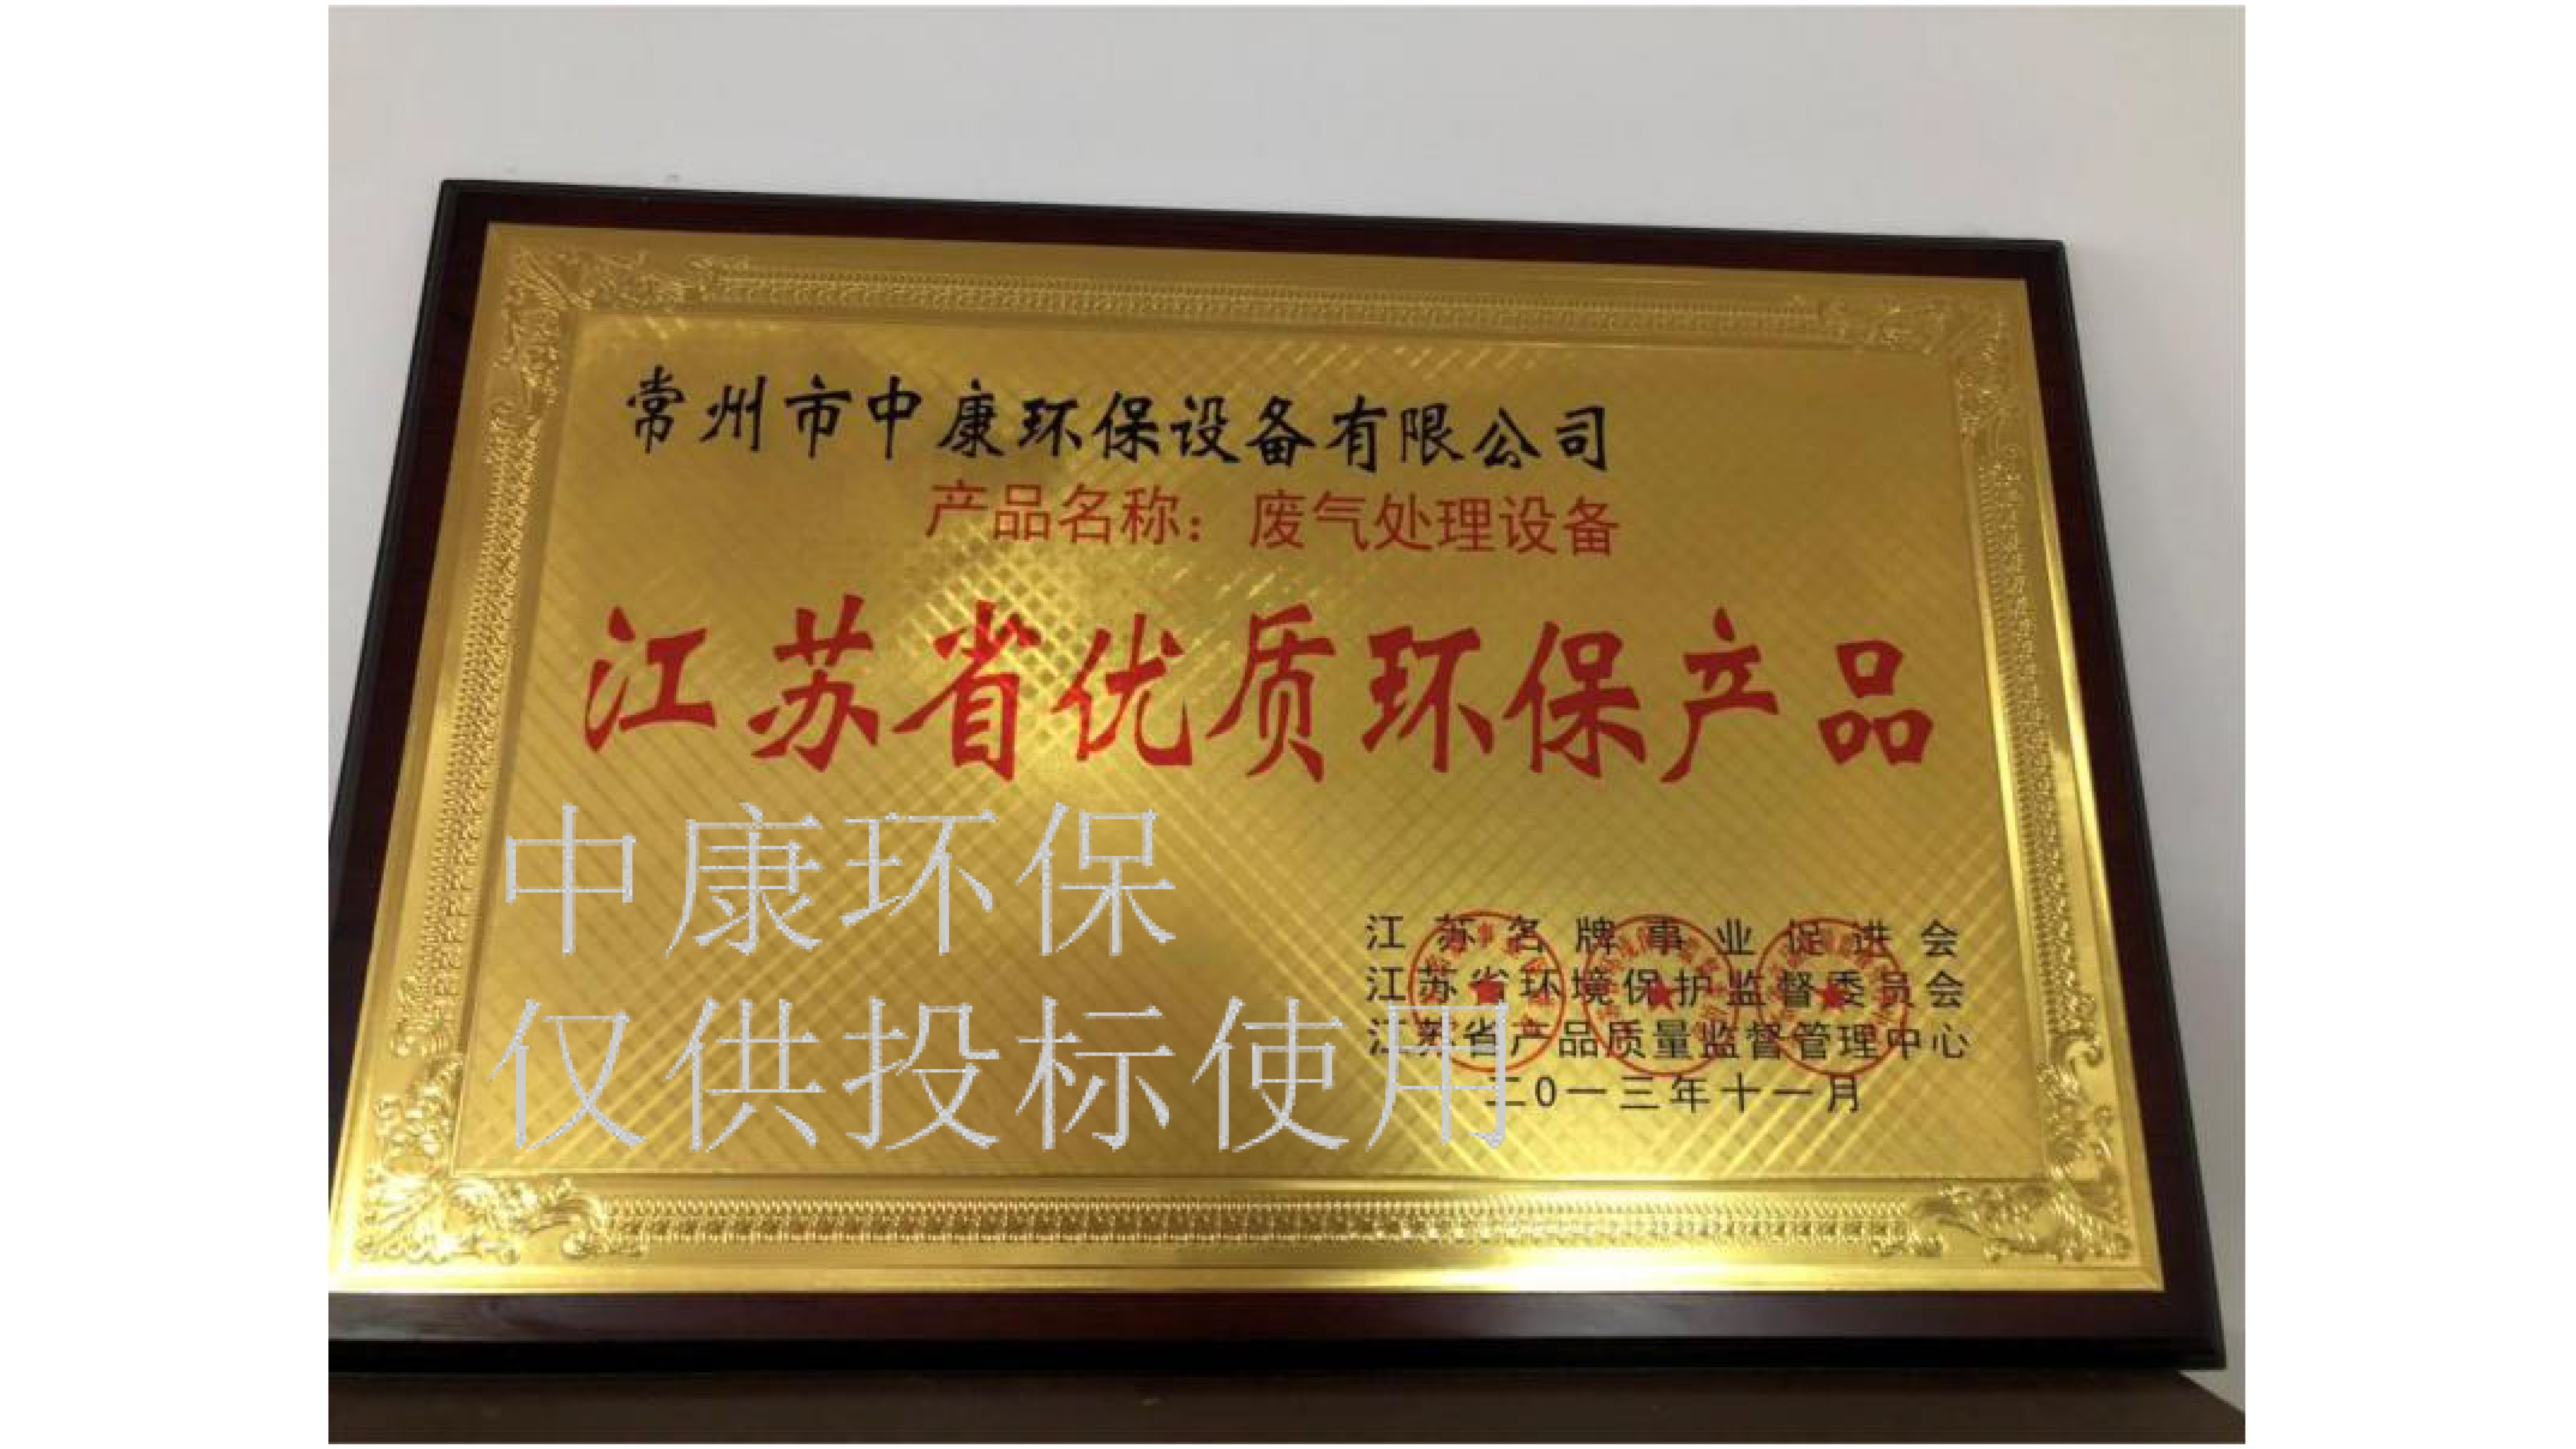 常州市中康环保设备有限公司
产品名称：废气处理设备
江苏省优质环保产品
中康环保
仅供投标使用
江苏名牌事业促进会
江苏省环境保护监督委员会
江苏省产品质量监督管理中心
二0一三年十一月